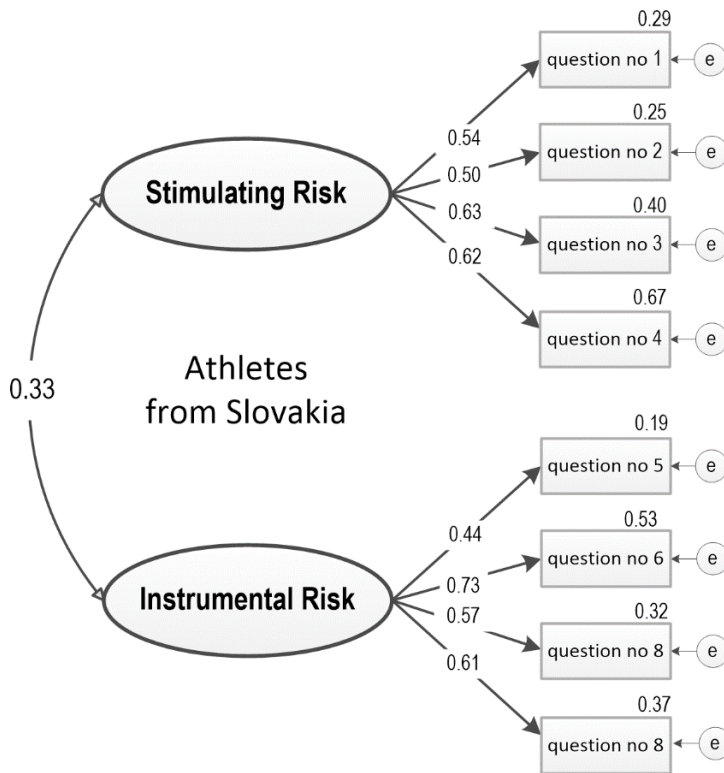 0.29
question no 1
e
0.54
0.25
question no 2
e
0.50
Stimulating Risk
0.40
0.63
question no 3
e
0.62
0.67
question no 4
e
Athletes
from Slovakia
0.33
0.19
question no 5
e
0.44
0.53
question no 6
e
0.73
Instrumental Risk
0.57
0.32
question no 8
e
0.61
0.37
question no 8
e